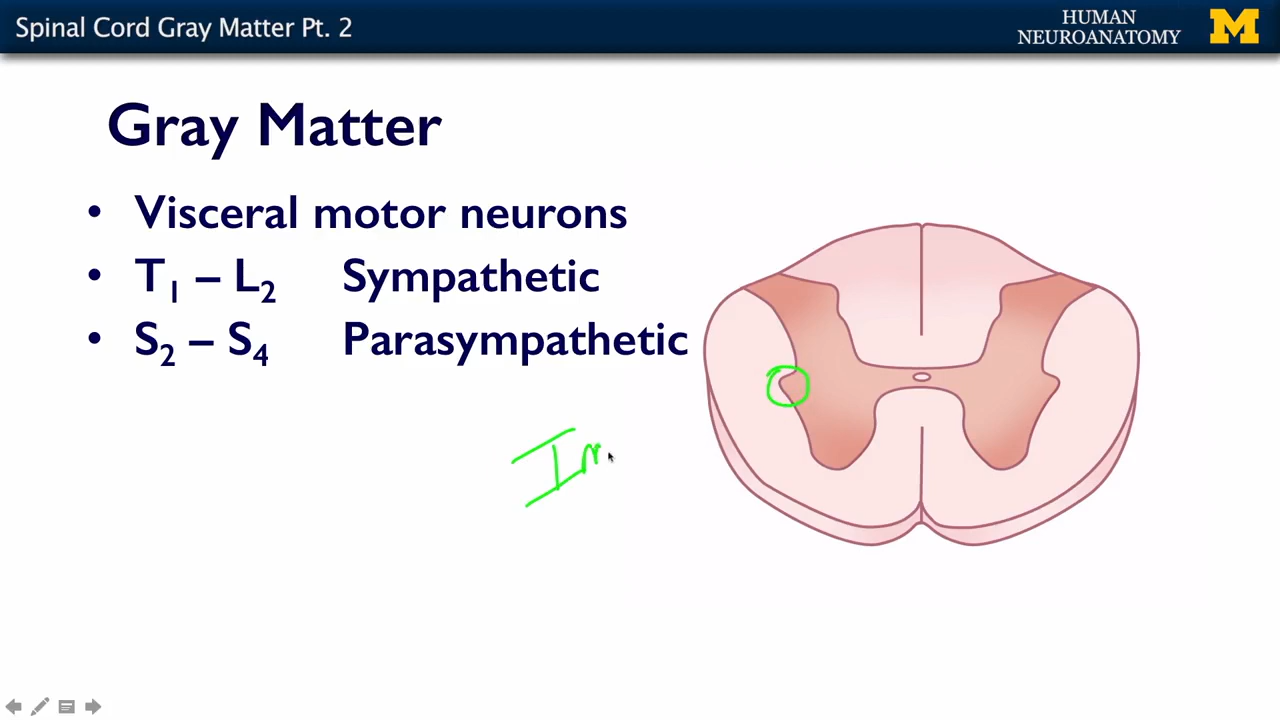 Spinal Cord Gray Matter Pt. 2
HUMAN
NEUROANATOMY
M
Gray Matter
• Visceral motor neurons
• T1 – L2 Sympathetic
• S2 – S4 Parasympathetic